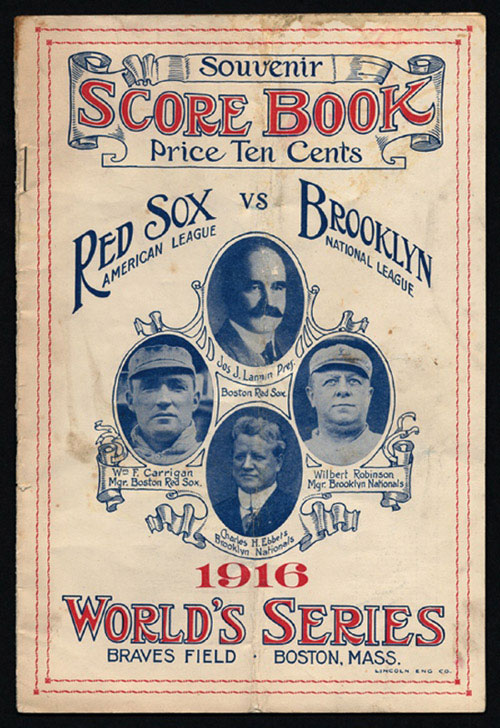 Souvenir
SCORE BOOK
Price Ten Cents
RED SOX VS BROOKLYN
AMERICAN LEAGUE
NATIONAL LEAGUE
Jos J. Lannin Pres.
Boston Red Sox
Wm F. Carrigan
Mgr. Boston Red Sox.
Wilbert Robinson
Mgr. Brooklyn Nationals
Charles H. Ebbets
Brooklyn Nationals
1916
WORLD'S SERIES
BRAVES FIELD · BOSTON, MASS.
LINCOLN ENG CO.